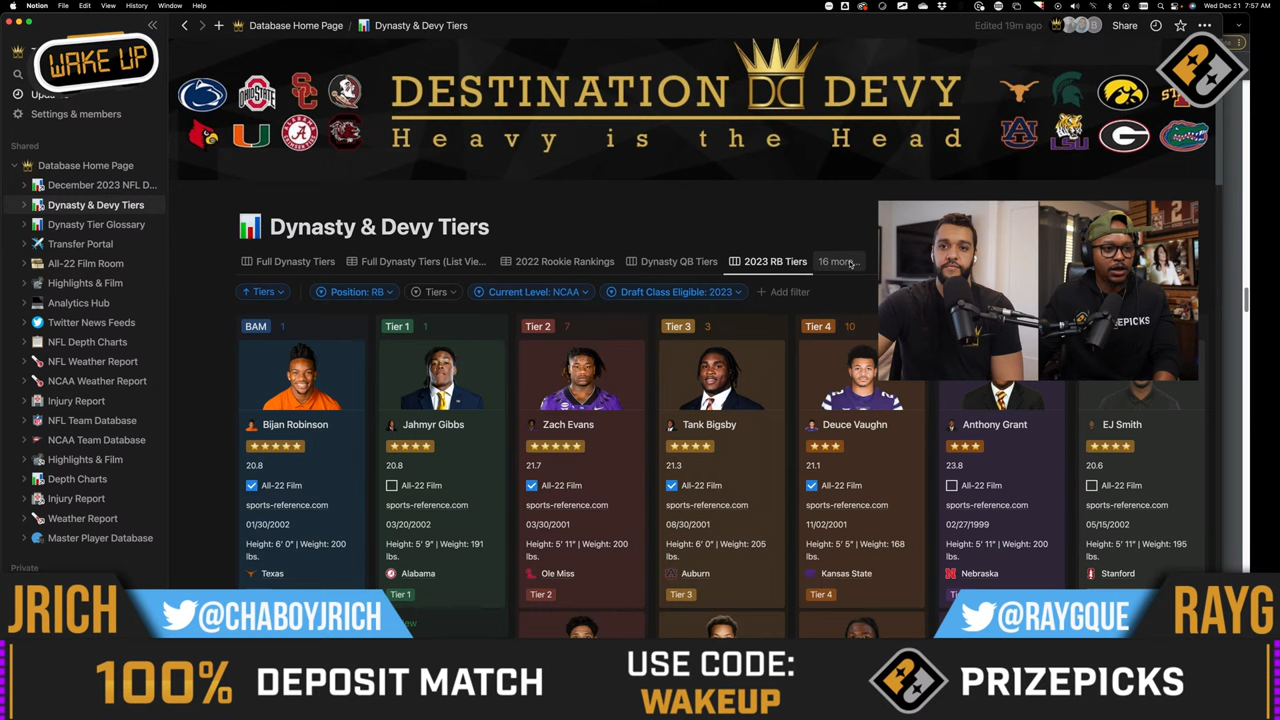 Notion File Edit View History Window Help
Wed Dec 21 7:57 AM
Database Home Page / Dynasty & Devy Tiers
Edited 19m ago
B
Share
WAKE UP
Settings & members
Shared
Database Home Page
December 2023 NFL D...
Dynasty & Devy Tiers
Dynasty Tier Glossary
Transfer Portal
All-22 Film Room
Highlights & Film
Analytics Hub
Twitter News Feeds
NFL Depth Charts
NFL Weather Report
NCAA Weather Report
Injury Report
NFL Team Database
NCAA Team Database
Highlights & Film
Depth Charts
Injury Report
Weather Report
Master Player Database
Private
DESTINATION DD DEVY
Heavy is the Head
OHIO STATE
SC
U
LSU
G
Dynasty & Devy Tiers
Full Dynasty Tiers
Full Dynasty Tiers (List Vie...
2022 Rookie Rankings
Dynasty QB Tiers
2023 RB Tiers
16 more...
Tiers
Position: RB
Tiers
Current Level: NCAA
Draft Class Eligible: 2023
Add filter
BAM 1
Tier 1 1
Tier 2 7
Tier 3 3
Tier 4 10
Bijan Robinson
Jahmyr Gibbs
Zach Evans
Tank Bigsby
Deuce Vaughn
Anthony Grant
EJ Smith
20.8
20.8
21.7
21.3
21.1
23.8
20.6
All-22 Film
All-22 Film
All-22 Film
All-22 Film
All-22 Film
All-22 Film
All-22 Film
sports-reference.com
sports-reference.com
sports-reference.com
sports-reference.com
sports-reference.com
sports-reference.com
sports-reference.com
01/30/2002
03/20/2002
03/30/2001
08/30/2001
11/02/2001
02/27/1999
05/15/2002
Height: 6' 0" | Weight: 200 lbs.
Height: 5' 9" | Weight: 191 lbs.
Height: 5' 11" | Weight: 200 lbs.
Height: 6' 0" | Weight: 205 lbs.
Height: 5' 5" | Weight: 168 lbs.
Height: 5' 11" | Weight: 200 lbs.
Height: 5' 11" | Weight: 195 lbs.
Texas
Alabama
Ole Miss
Auburn
Kansas State
Nebraska
Stanford
Tier 1
Tier 2
Tier 3
Tier 4
JRICH
@CHABOYJRICH
@RAYGQUE
RAYG
100% DEPOSIT MATCH
USE CODE:
WAKEUP
PRIZEPICKS